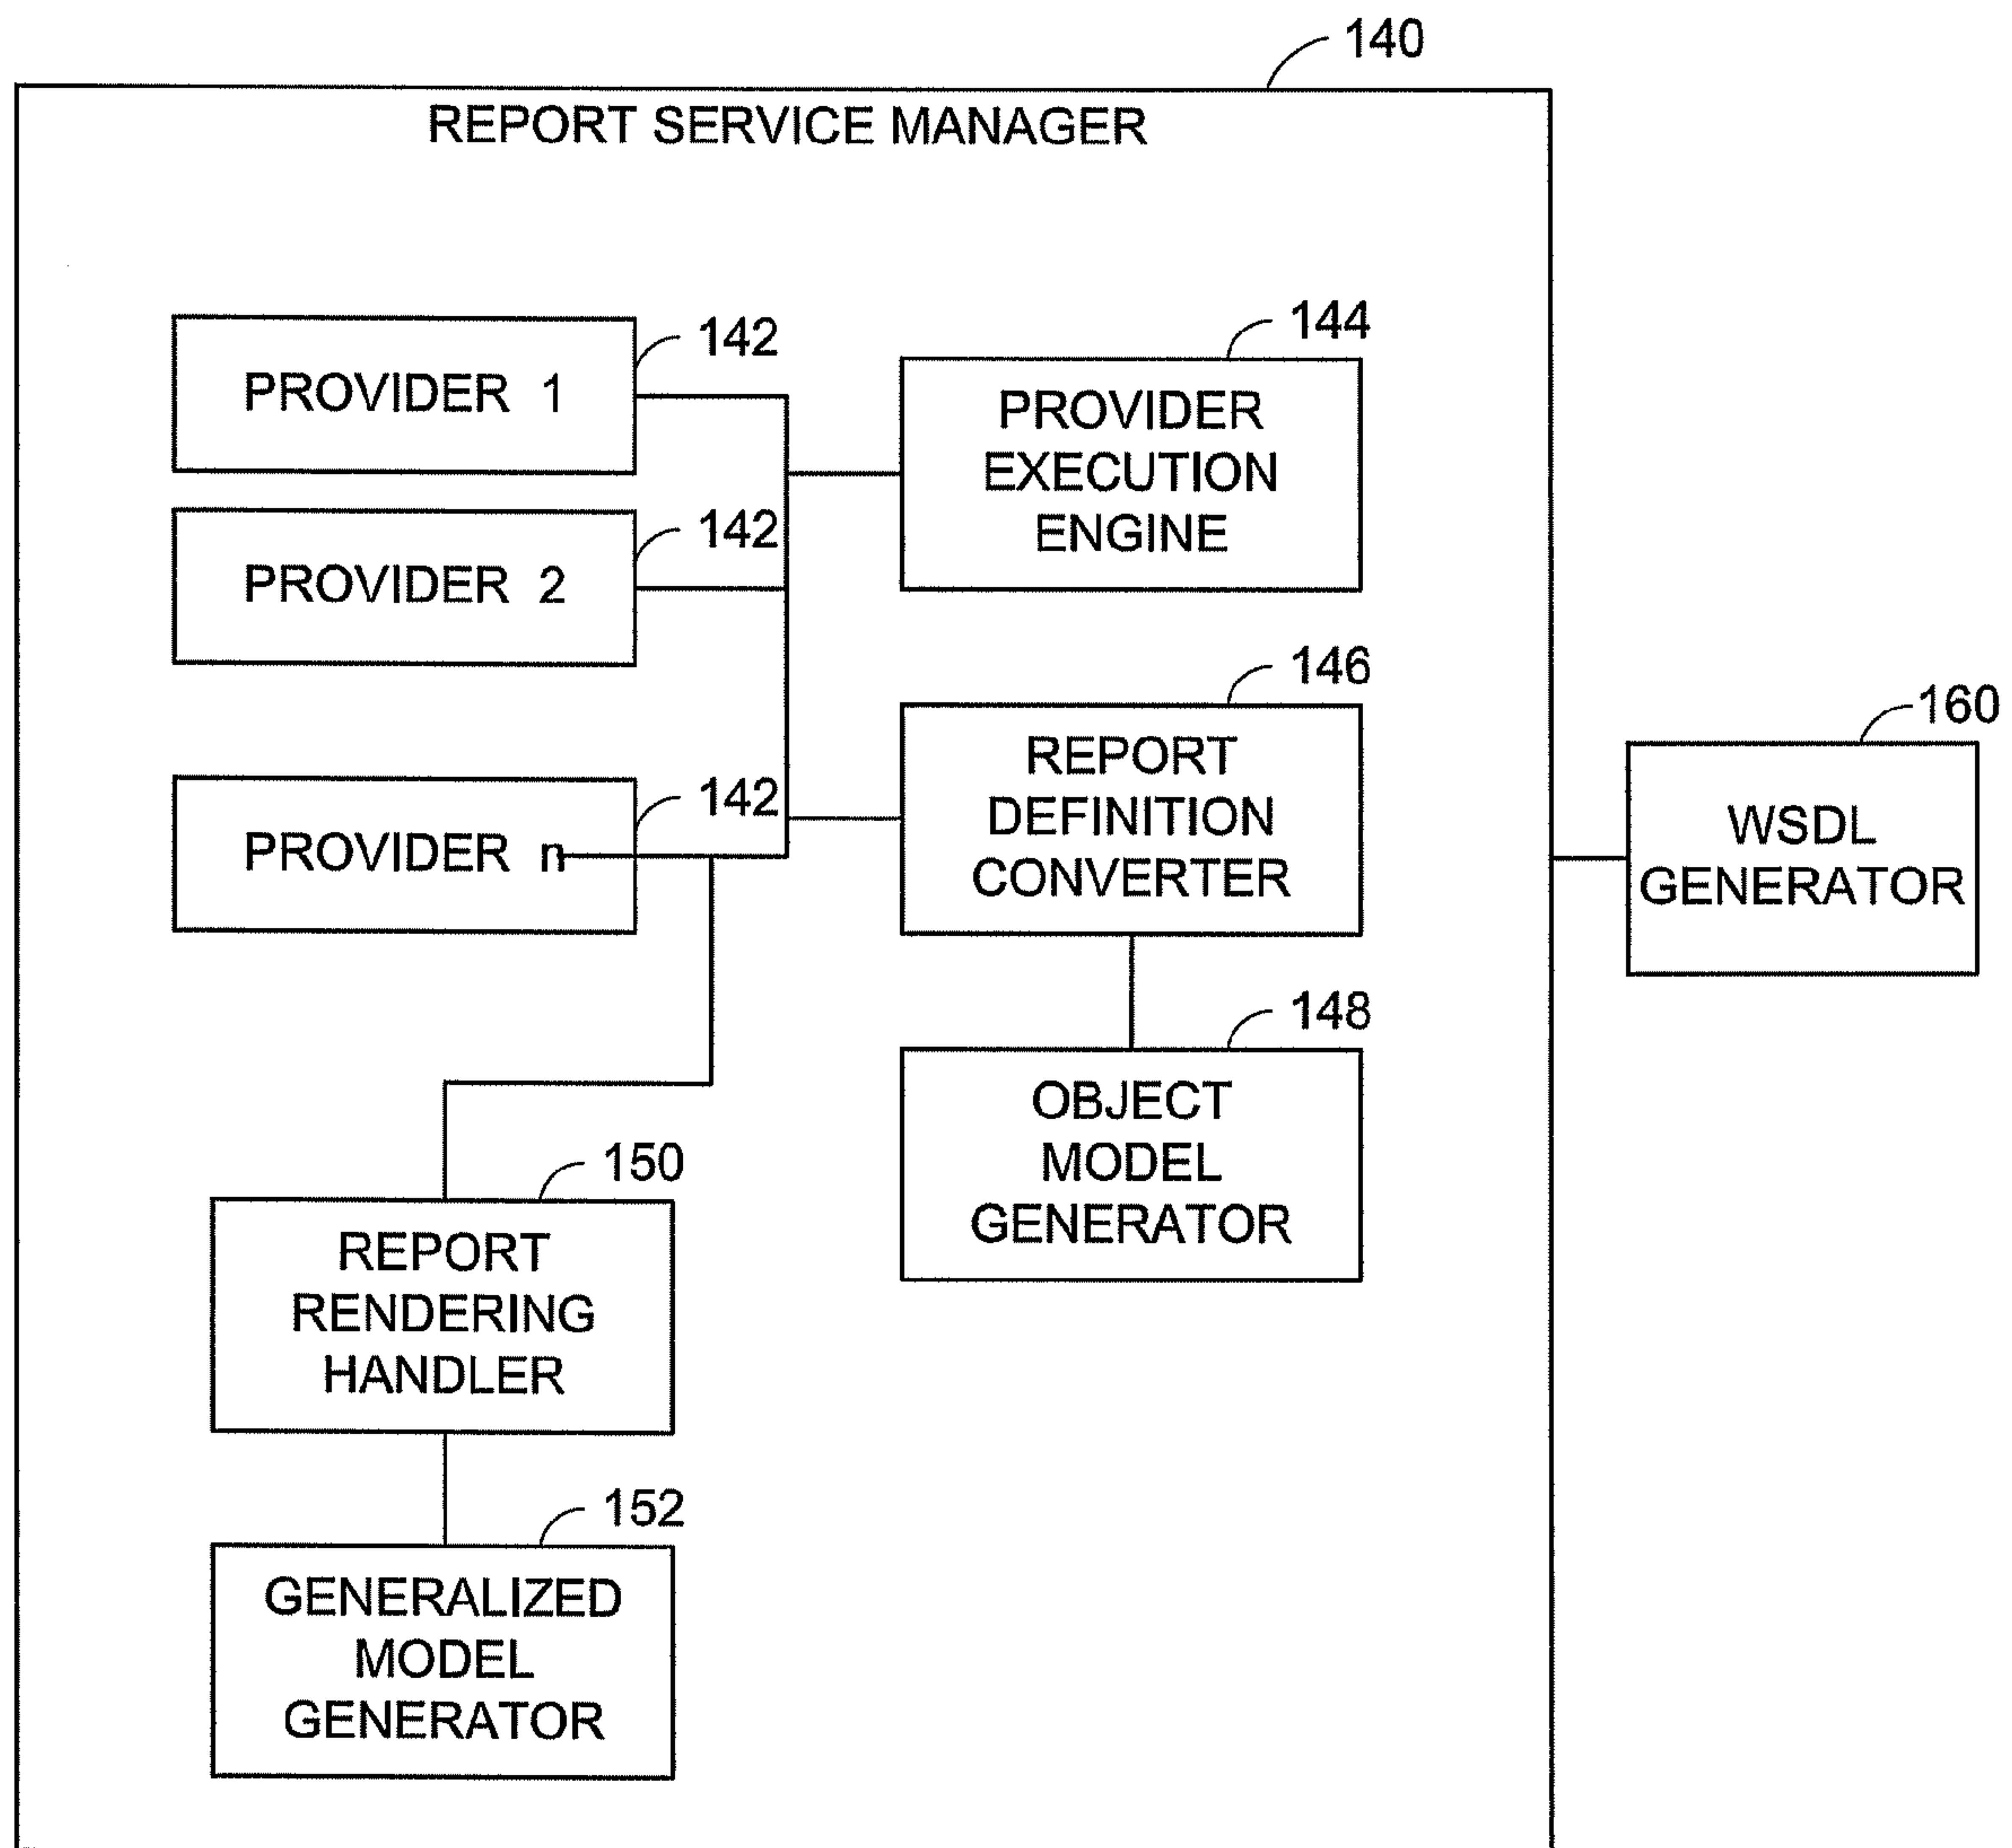 140
REPORT SERVICE MANAGER
142
PROVIDER 1
144
PROVIDER
EXECUTION
ENGINE
142
PROVIDER 2
146
REPORT
DEFINITION
CONVERTER
160
WSDL
GENERATOR
142
PROVIDER n
148
OBJECT
MODEL
GENERATOR
150
REPORT
RENDERING
HANDLER
152
GENERALIZED
MODEL
GENERATOR